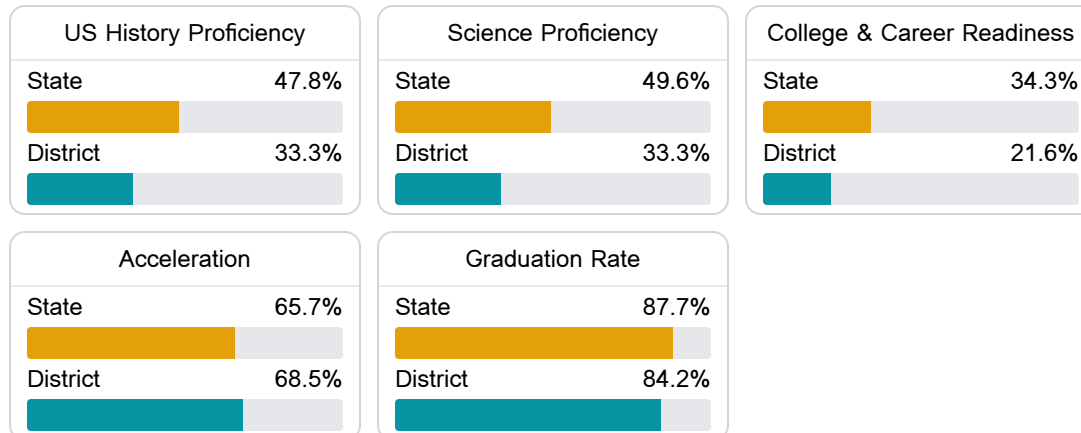 US History Proficiency
State 47.8%
District 33.3%
Science Proficiency
State 49.6%
District 33.3%
College & Career Readiness
State 34.3%
District 21.6%
Acceleration
State 65.7%
District 68.5%
Graduation Rate
State 87.7%
District 84.2%